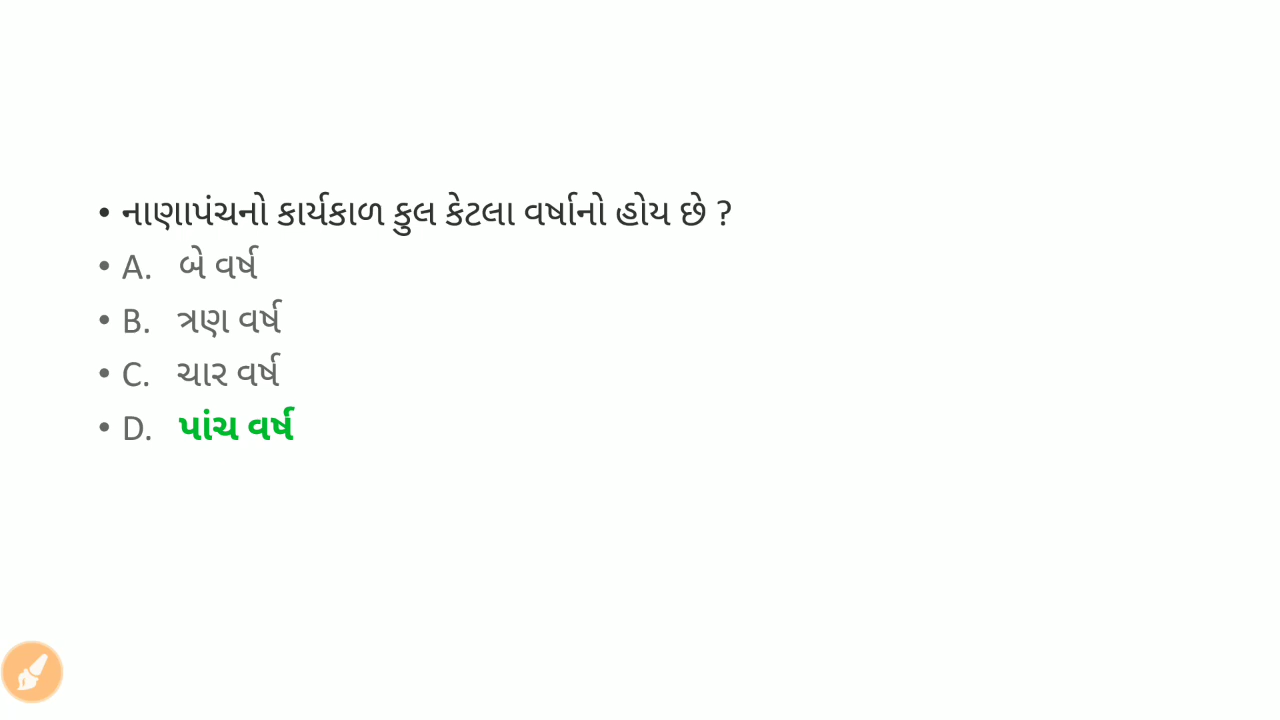 • નાણાપંચનો કાર્યકાળ કુલ કેટલા વર્ષાનો હોય છે ?
• A. બે વર્ષ
• B. ત્રણ વર્ષ
• C. ચાર વર્ષ
• D. પાંચ વર્ષ